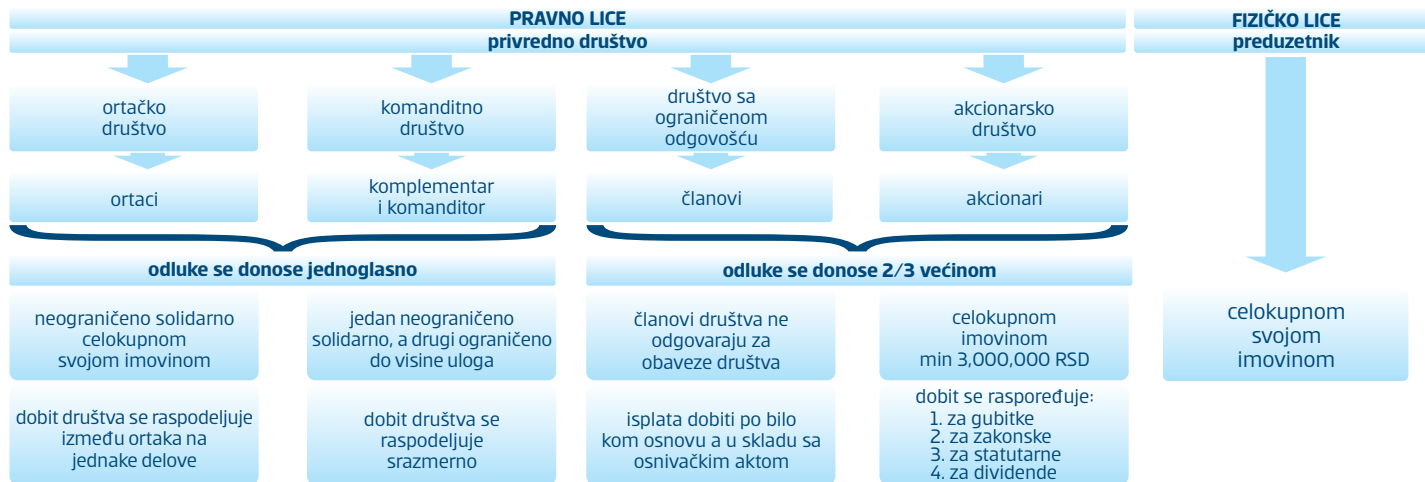 PRAVNO LICE
privredno društvo
FIZIČKO LICE
preduzetnik
ortačko
društvo
komanditno
društvo
društvo sa
ograničenom
odgovošću
akcionarsko
društvo
ortaci
komplementar
i komanditor
članovi
akcionari
odluke se donose jednoglasno
odluke se donose 2/3 većinom
neograničeno solidarno
celokupnom
svojom imovinom
jedan neograničeno
solidarno, a drugi ograničeno
do visine uloga
članovi društva ne
odgovaraju za
obaveze društva
celokupnom
imovinom
min 3,000,000 RSD
celokupnom
svojom
imovinom
dobit društva se raspodeljuje
između ortaka na
jednake delove
dobit društva se
raspodeljuje
srazmerno
isplata dobiti po bilo
kom osnovu a u skladu sa
osnivačkim aktom
dobit se raspoređuje:
1. za gubitke
2. za zakonske
3. za statutarne
4. za dividende